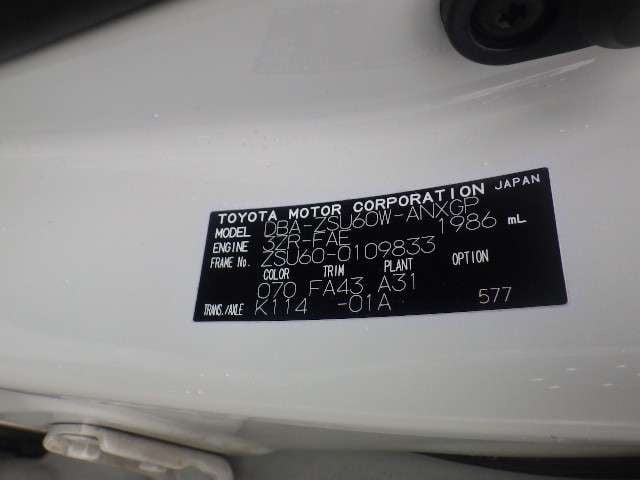 TOYOTA MOTOR CORPORATION JAPAN
MODEL DBA-ZSU60W-ANXGP
ENGINE 3ZR-FAE 1986 mL
FRAME No. ZSU60-0109833
COLOR TRIM PLANT OPTION
070 FA43 A31
TRANS./AXLE K114 -01A 577